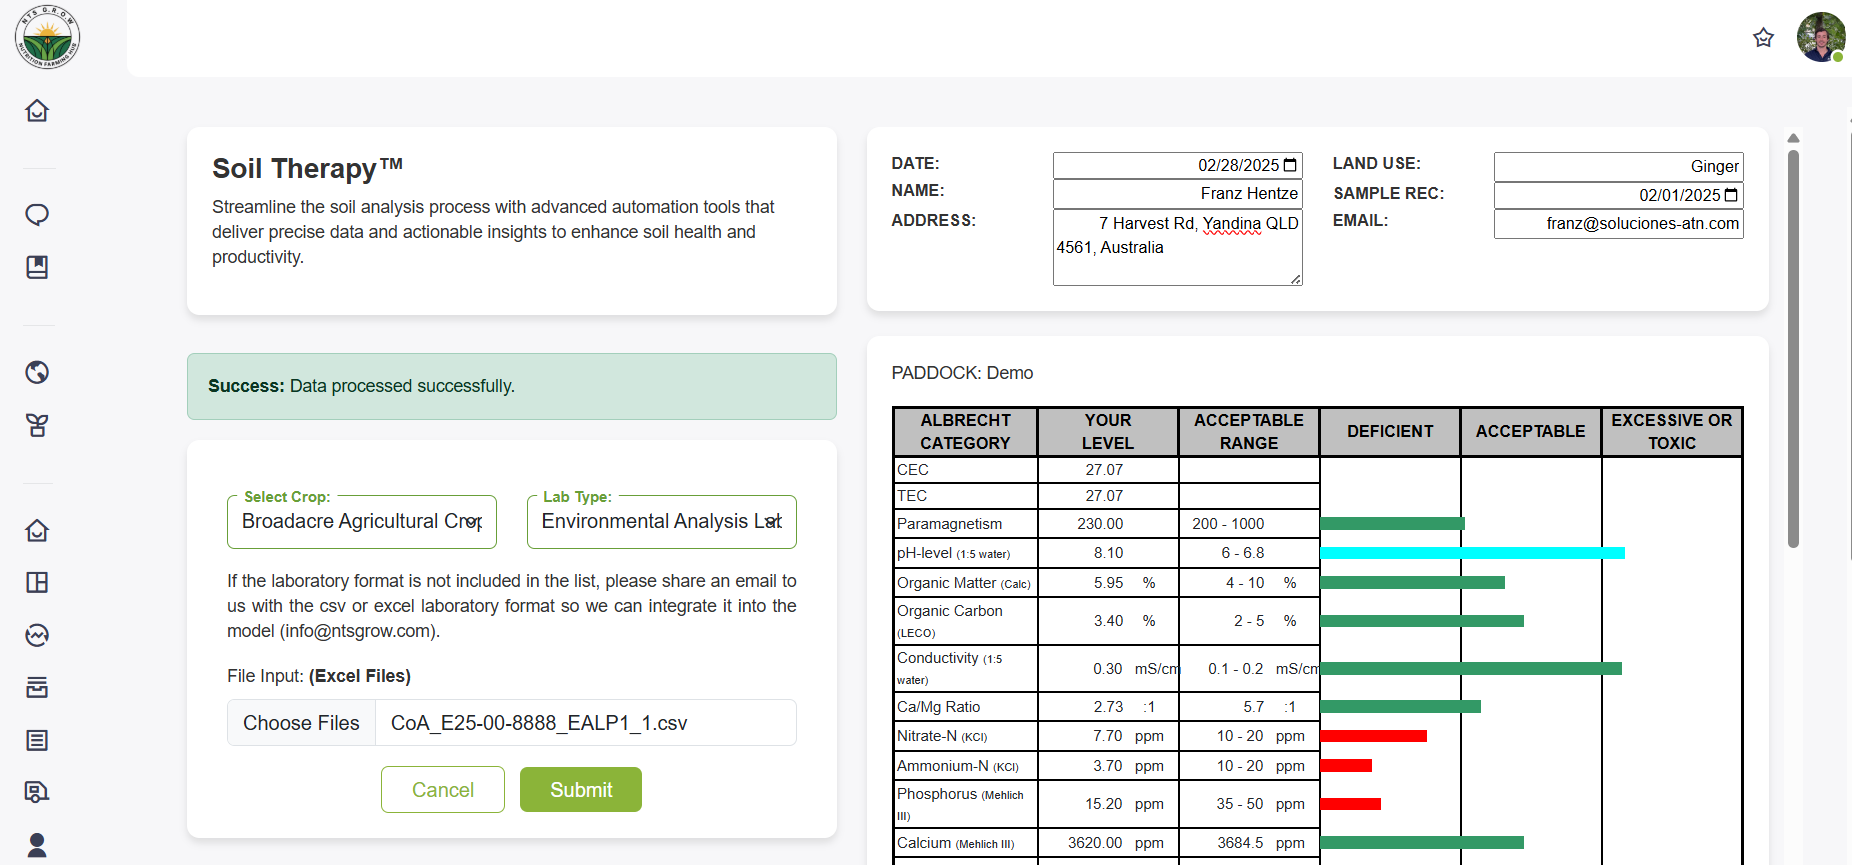 NTS G.R.O.W
NUTRITION FARMING HUB
Soil Therapy™
Streamline the soil analysis process with advanced automation tools that
deliver precise data and actionable insights to enhance soil health and
productivity.
Success: Data processed successfully.
Select Crop:
Broadacre Agricultural Crop
Lab Type:
Environmental Analysis Lab
If the laboratory format is not included in the list, please share an email to
us with the csv or excel laboratory format so we can integrate it into the
model (info@ntsgrow.com).
File Input: (Excel Files)
Choose Files CoA_E25-00-8888_EALP1_1.csv
Cancel
Submit
DATE: 02/28/2025
NAME: Franz Hentze
ADDRESS: 7 Harvest Rd, Yandina QLD
4561, Australia
LAND USE: Ginger
SAMPLE REC: 02/01/2025
EMAIL: franz@soluciones-atn.com
PADDOCK: Demo
ALBRECHT CATEGORY YOUR LEVEL ACCEPTABLE RANGE DEFICIENT ACCEPTABLE EXCESSIVE OR TOXIC
CEC 27.07
TEC 27.07
Paramagnetism 230.00 200 - 1000
pH-level (1:5 water) 8.10 6 - 6.8
Organic Matter (Calc) 5.95 % 4 - 10 %
Organic Carbon (LECO) 3.40 % 2 - 5 %
Conductivity (1:5 water) 0.30 mS/cm 0.1 - 0.2 mS/cm
Ca/Mg Ratio 2.73 :1 5.7 :1
Nitrate-N (KCl) 7.70 ppm 10 - 20 ppm
Ammonium-N (KCl) 3.70 ppm 10 - 20 ppm
Phosphorus (Mehlich III) 15.20 ppm 35 - 50 ppm
Calcium (Mehlich III) 3620.00 ppm 3684.5 ppm